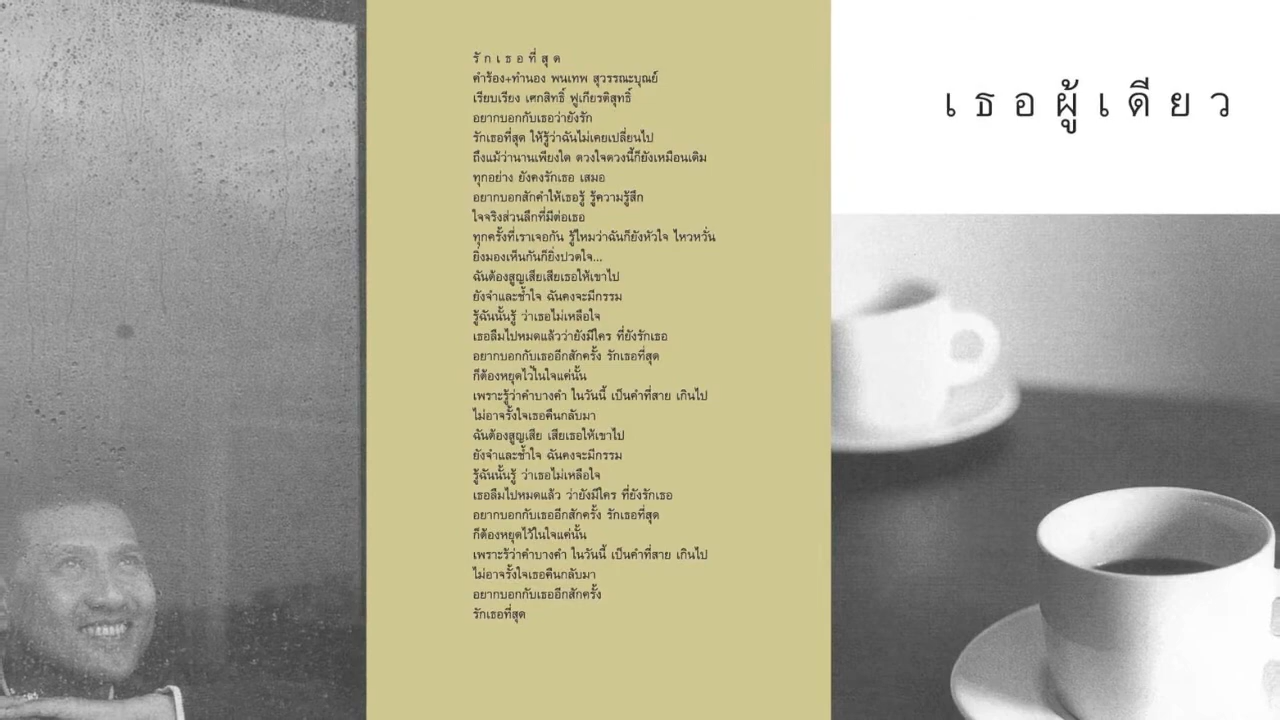 รักเธอที่สุด
คำร้อง+ทำนอง พนเทพ สุวรรณะบุณย์
เรียบเรียง เศกสิทธิ์ ฟูเกียรติสุทธิ์
อยากบอกกับเธอว่ายังรัก
รักเธอที่สุด ให้รู้ว่าฉันไม่เคยเปลี่ยนไป
ถึงแม้ว่านานเพียงใด ดวงใจดวงนี้ก็ยังเหมือนเดิม
ทุกอย่าง ยังคงรักเธอ เสมอ
อยากบอกสักคำให้เธอรู้ รู้ความรู้สึก
ใจจริงส่วนลึกที่มีต่อเธอ
ทุกครั้งที่เราเจอกัน รู้ไหมว่าฉันก็ยังหัวใจ ไหวหวั่น
ยิ่งมองเห็นกันก็ยิ่งปวดใจ...
ฉันต้องสูญเสียเสียเธอให้เขาไป
ยังจำและช้ำใจ ฉันคงจะมีกรรม
รู้ฉันนั้นรู้ ว่าเธอไม่เหลือใจ
เธอลืมไปหมดแล้วว่ายังมีใคร ที่ยังรักเธอ
อยากบอกกับเธออีกสักครั้ง รักเธอที่สุด
ก็ต้องหยุดไว้ในใจแค่นั้น
เพราะรู้ว่าคำบางคำ ในวันนี้ เป็นคำที่สาย เกินไป
ไม่อาจรั้งใจเธอคืนกลับมา
ฉันต้องสูญเสีย เสียเธอให้เขาไป
ยังจำและช้ำใจ ฉันคงจะมีกรรม
รู้ฉันนั้นรู้ ว่าเธอไม่เหลือใจ
เธอลืมไปหมดแล้ว ว่ายังมีใคร ที่ยังรักเธอ
อยากบอกกับเธออีกสักครั้ง รักเธอที่สุด
ก็ต้องหยุดไว้ในใจแค่นั้น
เพราะรู้ว่าคำบางคำ ในวันนี้ เป็นคำที่สาย เกินไป
ไม่อาจรั้งใจเธอคืนกลับมา
อยากบอกกับเธออีกสักครั้ง
รักเธอที่สุด
เธอผู้เดียว